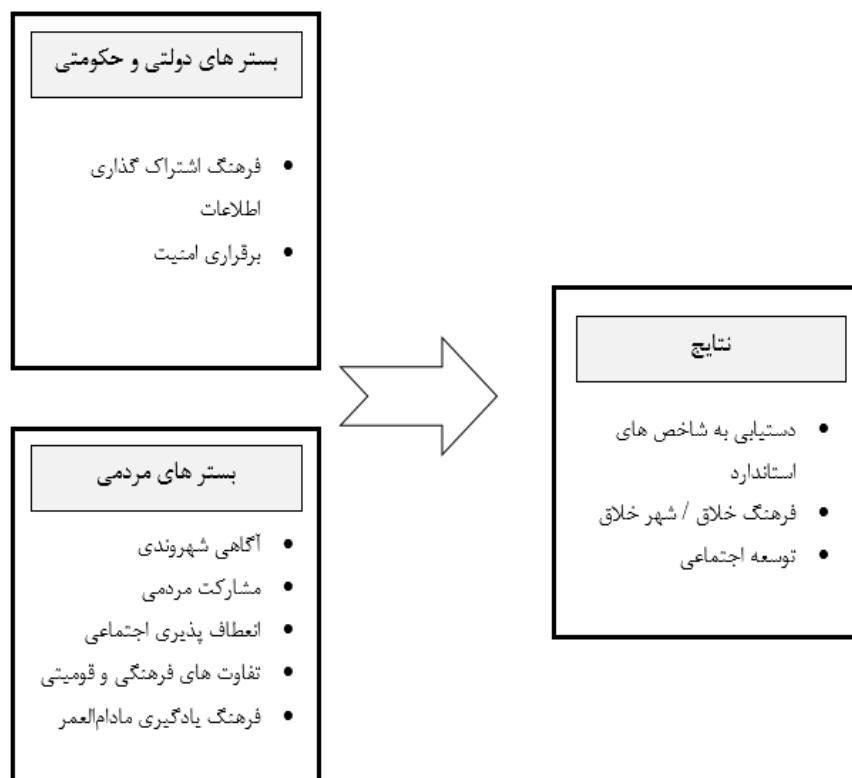 بستر های دولتی و حکومتی
• فرهنگ اشتراک گذاری
اطلاعات
• برقراری امنیت
بستر های مردمی
• آگاهی شهروندی
• مشارکت مردمی
• انعطاف پذیری اجتماعی
• تفاوت های فرهنگی و قومیتی
• فرهنگ یادگیری مادام‌العمر
نتایج
• دستیابی به شاخص های
استاندارد
• فرهنگ خلاق / شهر خلاق
• توسعه اجتماعی